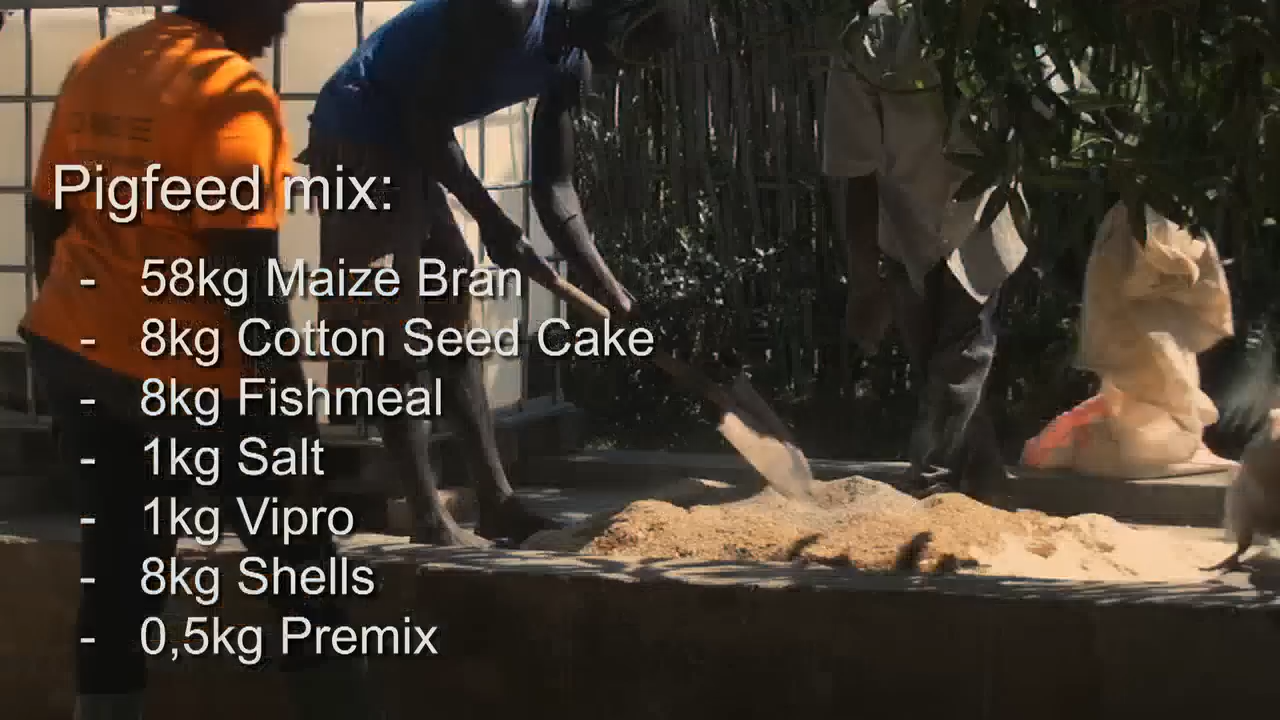 Pigfeed mix:
- 58kg Maize Bran
- 8kg Cotton Seed Cake
- 8kg Fishmeal
- 1kg Salt
- 1kg Vipro
- 8kg Shells
- 0,5kg Premix